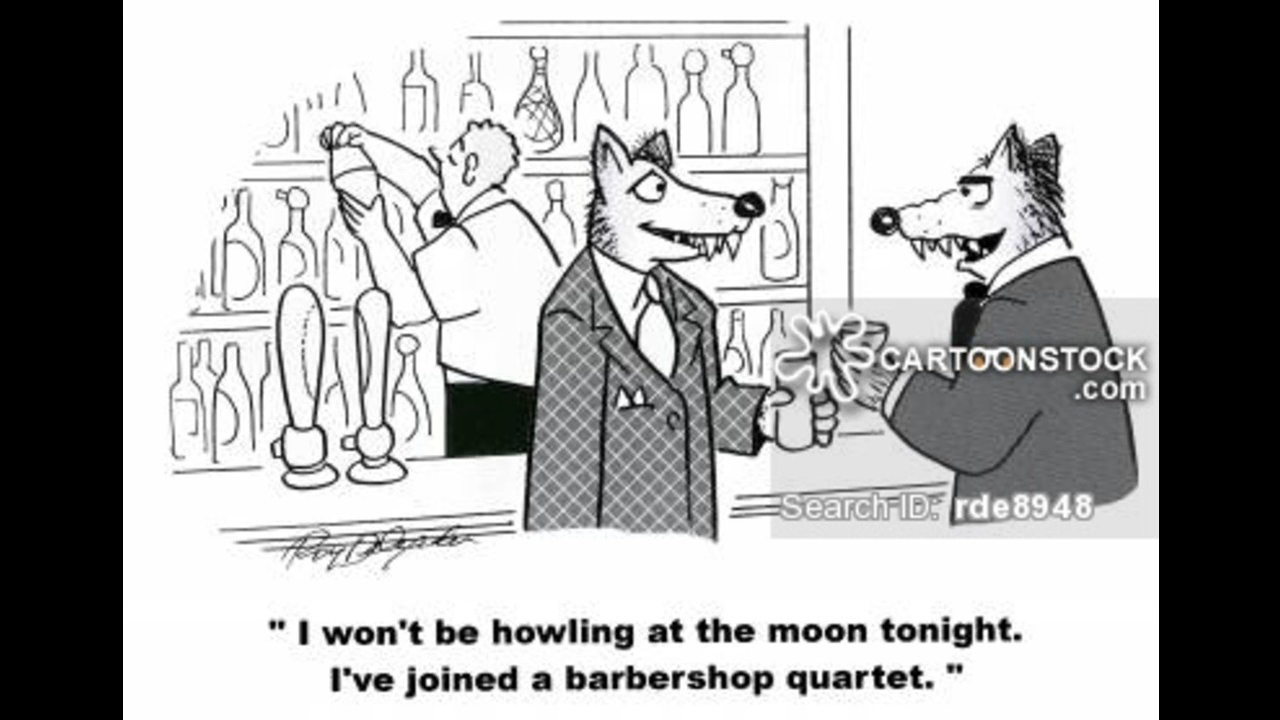 CARTOONSTOCK
.com
Search ID: rde8948
" I won't be howling at the moon tonight.
I've joined a barbershop quartet. "